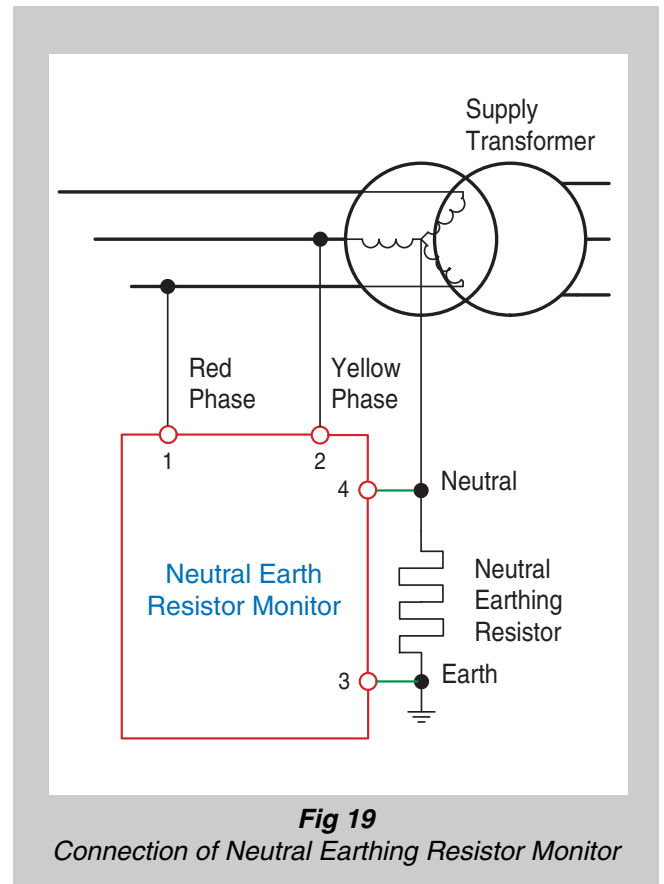 Supply
Transformer
Red
Phase
Yellow
Phase
1
2
4
Neutral
Neutral Earth
Resistor Monitor
Neutral
Earthing
Resistor
3
Earth
Fig 19
Connection of Neutral Earthing Resistor Monitor